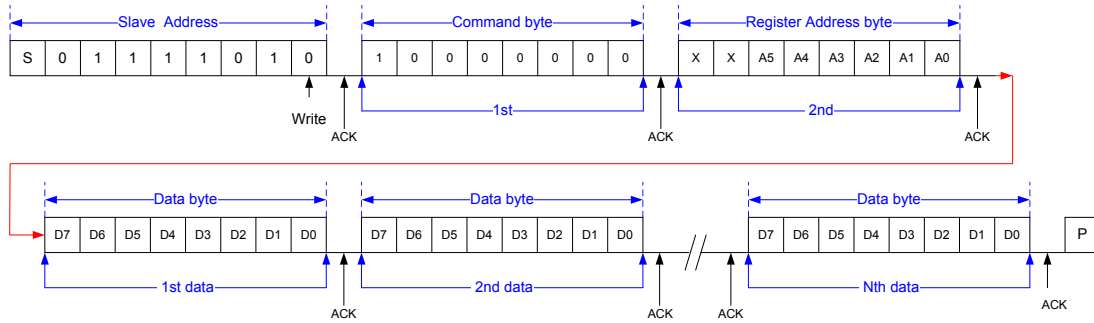 Slave Address Command byte Register Address byte
S 0 1 1 1 1 0 1 0 1 0 0 0 0 0 0 0 X X A5 A4 A3 A2 A1 A0
1st 2nd
Write ACK ACK ACK
Data byte Data byte Data byte
D7 D6 D5 D4 D3 D2 D1 D0 D7 D6 D5 D4 D3 D2 D1 D0 D7 D6 D5 D4 D3 D2 D1 D0 P
1st data 2nd data Nth data
ACK ACK ACK ACK